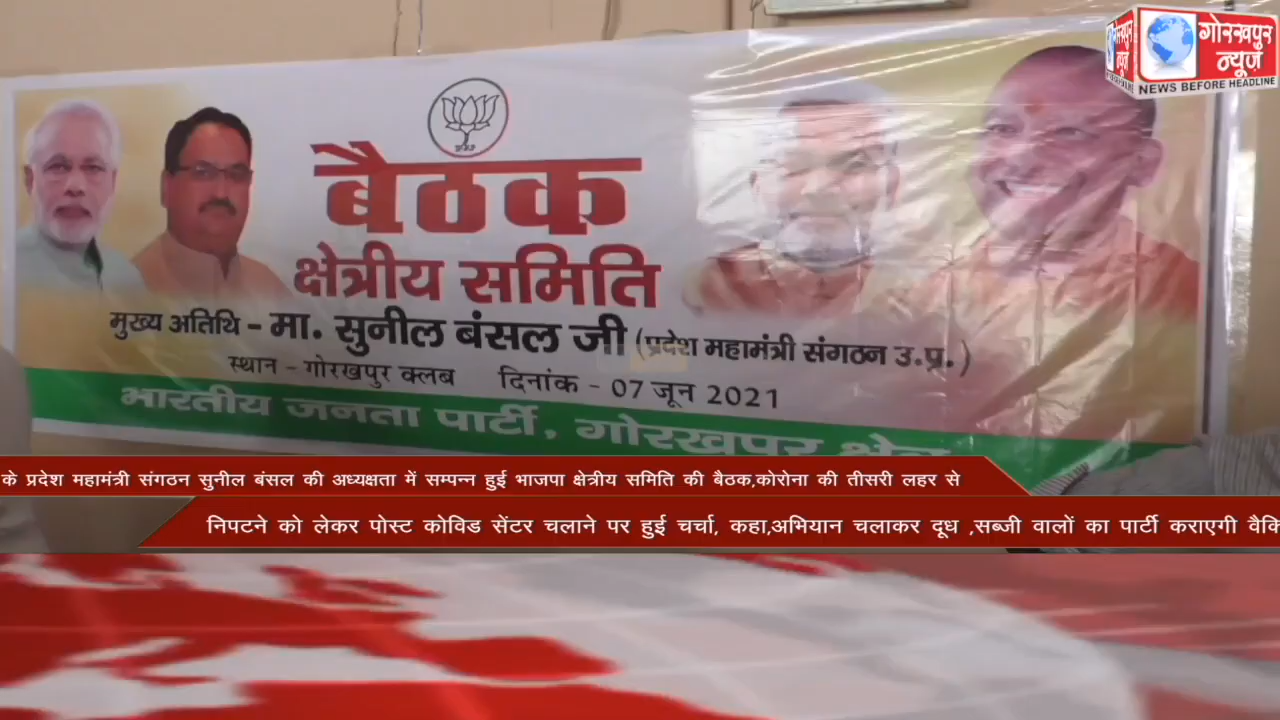 गोरखपुर
न्यूज़
NEWS BEFORE HEADLINE
बैठक
क्षेत्रीय समिति
मुख्य अतिथि - मा. सुनील बंसल जी (प्रदेश महामंत्री संगठन उ.प्र.)
स्थान - गोरखपुर क्लब दिनांक - 07 जून 2021
भारतीय जनता पार्टी, गोरखपुर क्षेत्र
के प्रदेश महामंत्री संगठन सुनील बंसल की अध्यक्षता में सम्पन्न हुई भाजपा क्षेत्रीय समिति की बैठक,कोरोना की तीसरी लहर से
निपटने को लेकर पोस्ट कोविड सेंटर चलाने पर हुई चर्चा, कहा,अभियान चलाकर दूध ,सब्जी वालों का पार्टी कराएगी